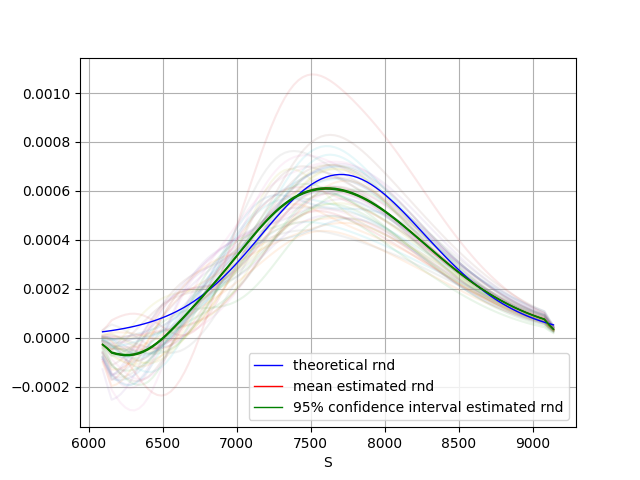 0.0010
0.0008
0.0006
0.0004
0.0002
0.0000
−0.0002
theoretical rnd
mean estimated rnd
95% confidence interval estimated rnd
6000 6500 7000 7500 8000 8500 9000
S